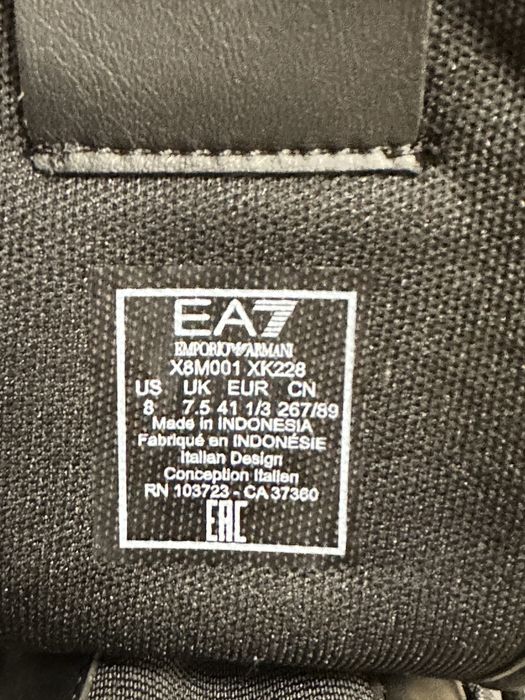 EA7
EMPORIO ARMANI
X8M001 XK228
US UK EUR CN
8 7.5 41 1/3 267/89
Made in INDONESIA
Fabriqué en INDONÉSIE
Italian Design
Conception Italien
RN 103723 - CA 37360
EAC